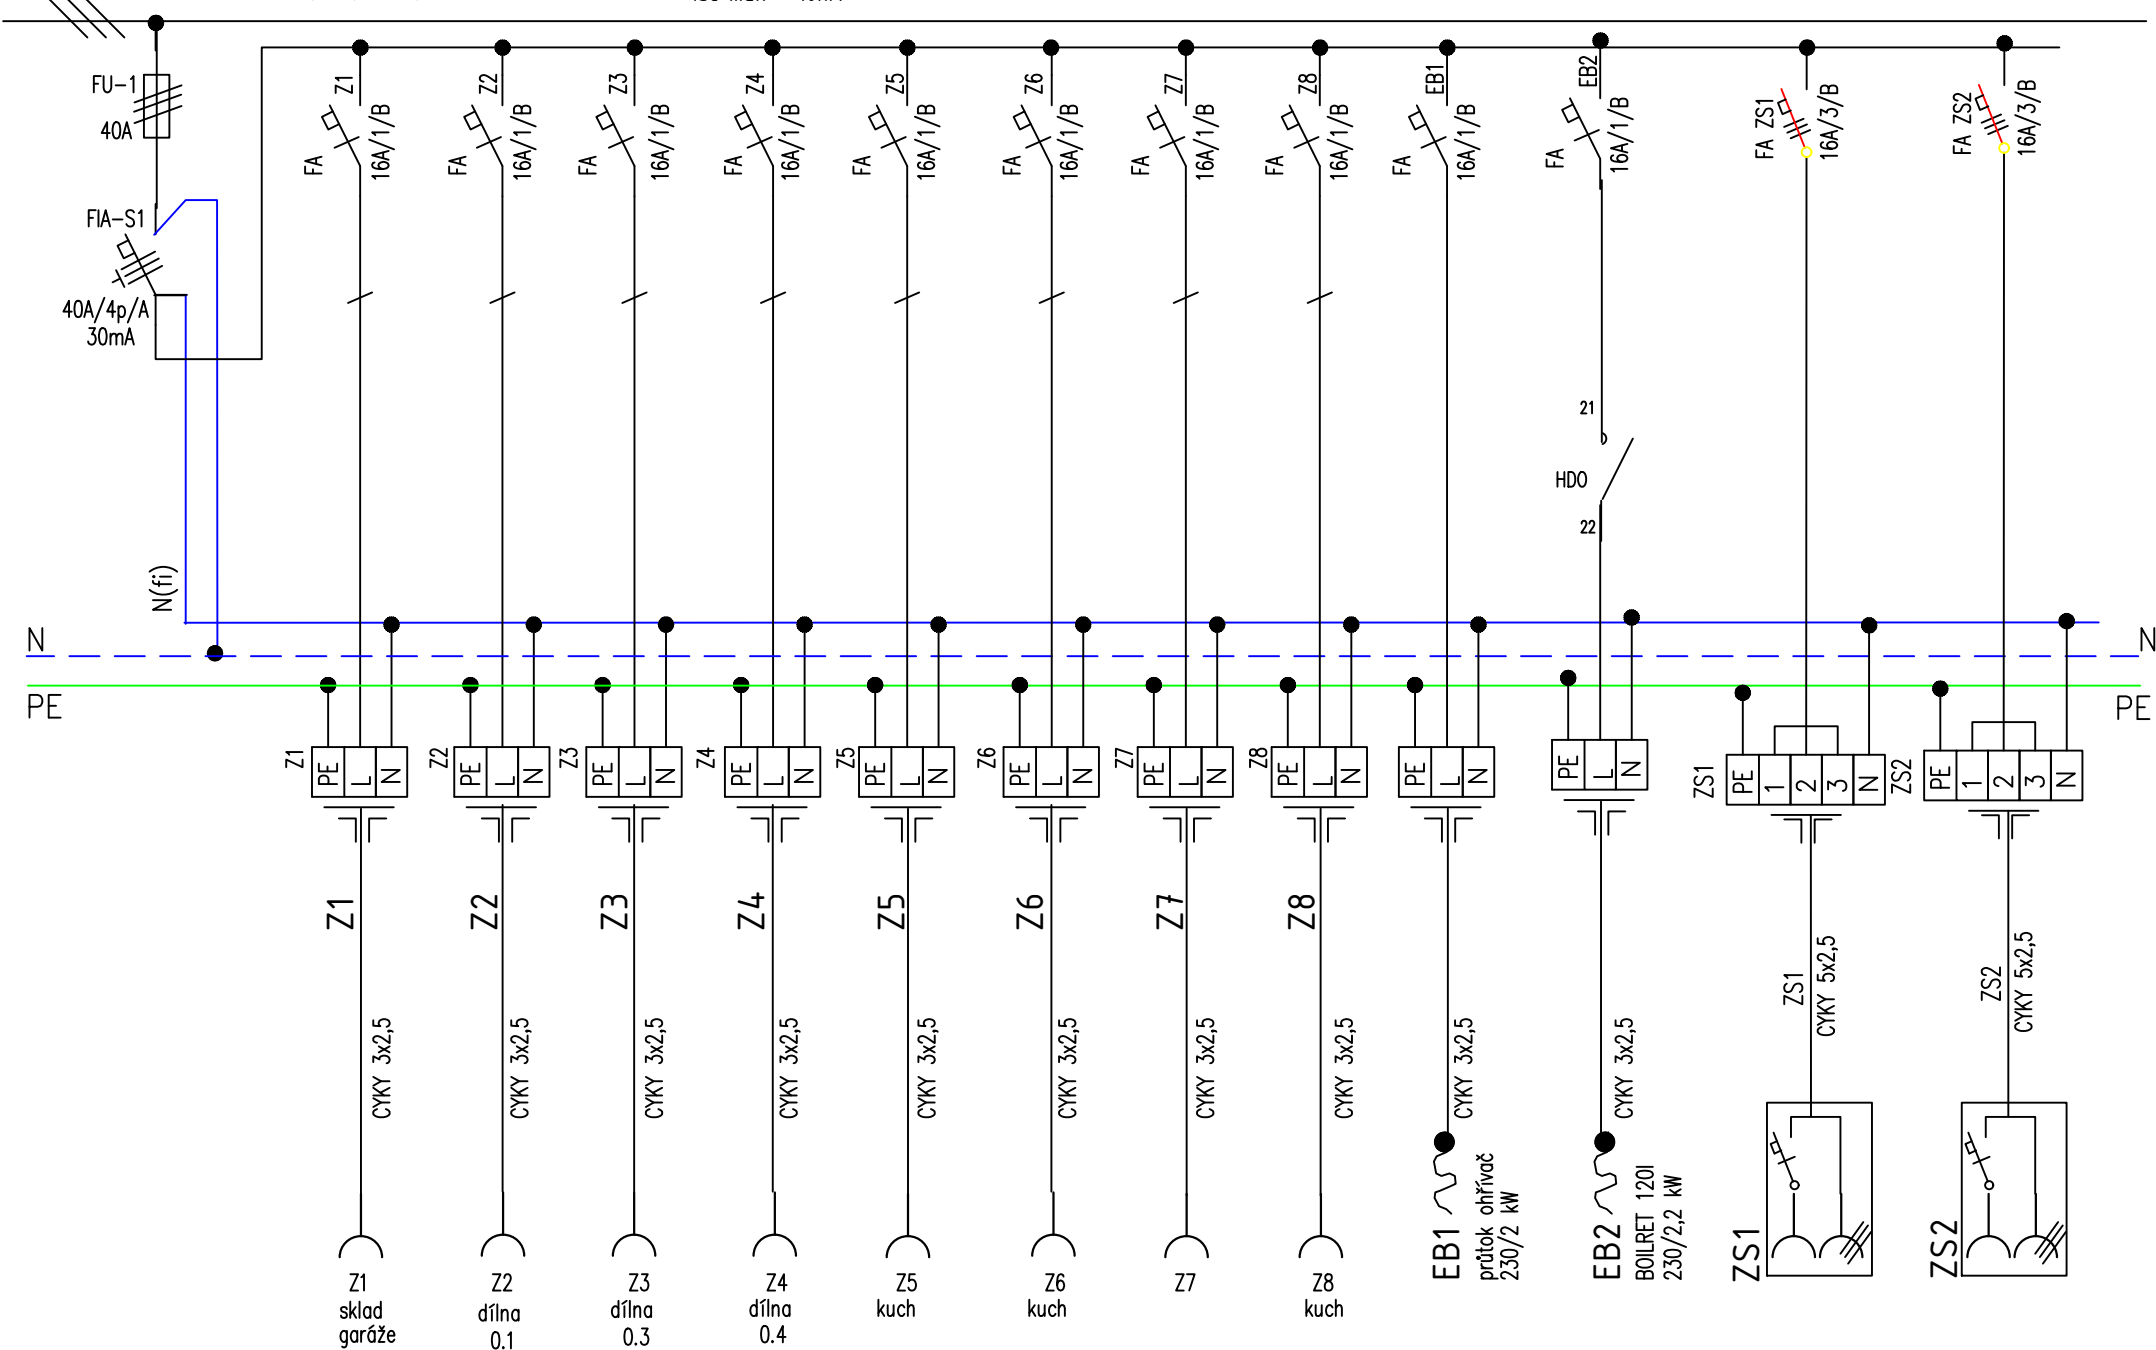 FU-1
40A
FIA-S1
40A/4p/A
30mA
Z1
FA
16A/1/B
Z2
FA
16A/1/B
Z3
FA
16A/1/B
Z4
FA
16A/1/B
Z5
FA
16A/1/B
Z6
FA
16A/1/B
Z7
FA
16A/1/B
Z8
FA
16A/1/B
EB1
FA
16A/1/B
EB2
FA
16A/1/B
FA ZS1
16A/3/B
FA ZS2
16A/3/B
21
HDO
22
N(fi)
N
N
PE
PE
Z1
PE L N
Z2
PE L N
Z3
PE L N
Z4
PE L N
Z5
PE L N
Z6
PE L N
Z7
PE L N
Z8
PE L N
PE L N
PE L N
ZS1
PE 1 2 3 N
ZS2
PE 1 2 3 N
Z1
CYKY 3x2,5
Z2
CYKY 3x2,5
Z3
CYKY 3x2,5
Z4
CYKY 3x2,5
Z5
CYKY 3x2,5
Z6
CYKY 3x2,5
Z7
CYKY 3x2,5
Z8
CYKY 3x2,5
CYKY 3x2,5
CYKY 3x2,5
ZS1
CYKY 5x2,5
ZS2
CYKY 5x2,5
Z1
sklad
garáže
Z2
dílna
0.1
Z3
dílna
0.3
Z4
dílna
0.4
Z5
kuch
Z6
kuch
Z7
Z8
kuch
EB1
průtok ohřívač
230/2 kW
EB2
BOILRET 120l
230/2,2 kW
ZS1
ZS2